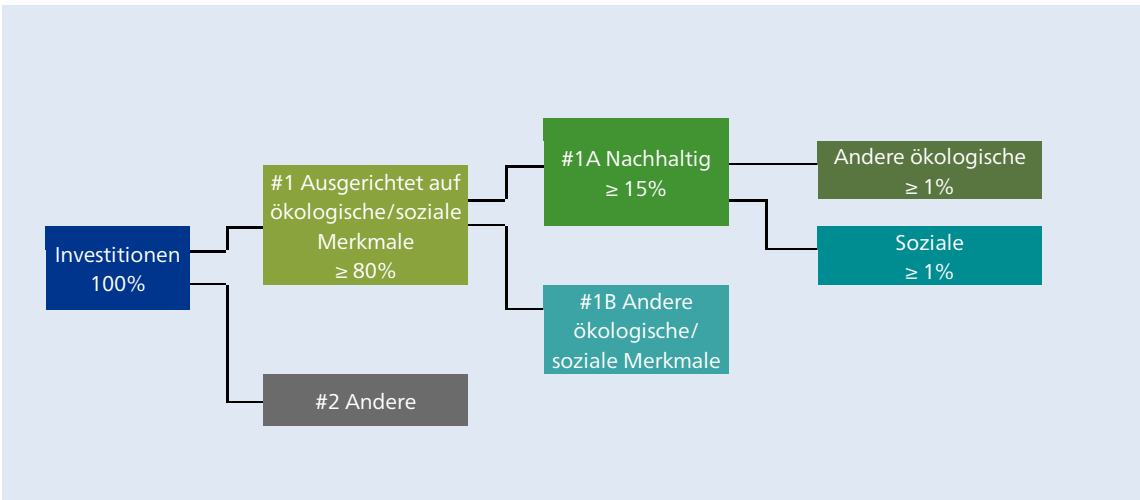 Investitionen
100%
#1 Ausgerichtet auf
ökologische/soziale
Merkmale
≥ 80%
#2 Andere
#1A Nachhaltig
≥ 15%
#1B Andere
ökologische/
soziale Merkmale
Andere ökologische
≥ 1%
Soziale
≥ 1%